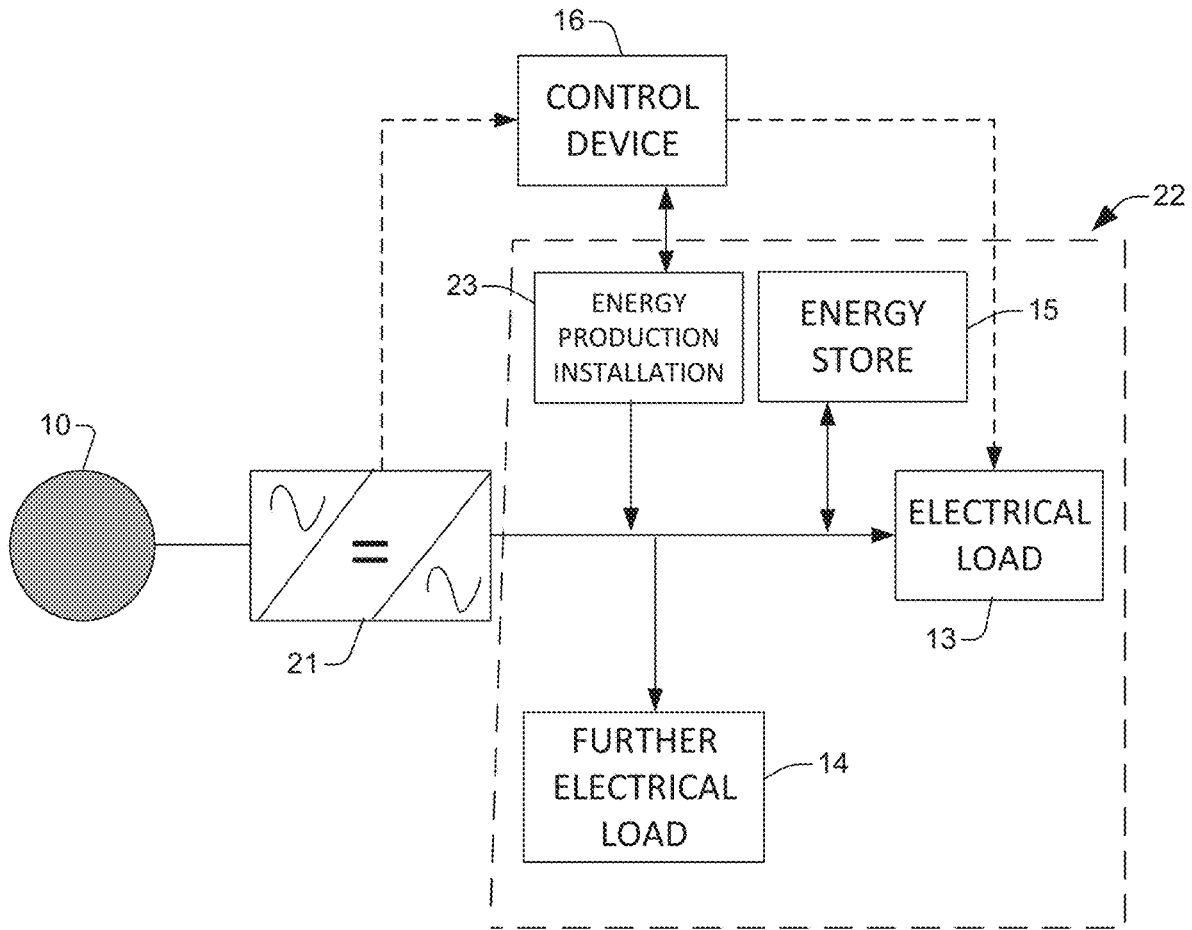 16
CONTROL
DEVICE
22
23
ENERGY
PRODUCTION
INSTALLATION
ENERGY
STORE
15
10
=
ELECTRICAL
LOAD
21
13
FURTHER
ELECTRICAL
LOAD
14